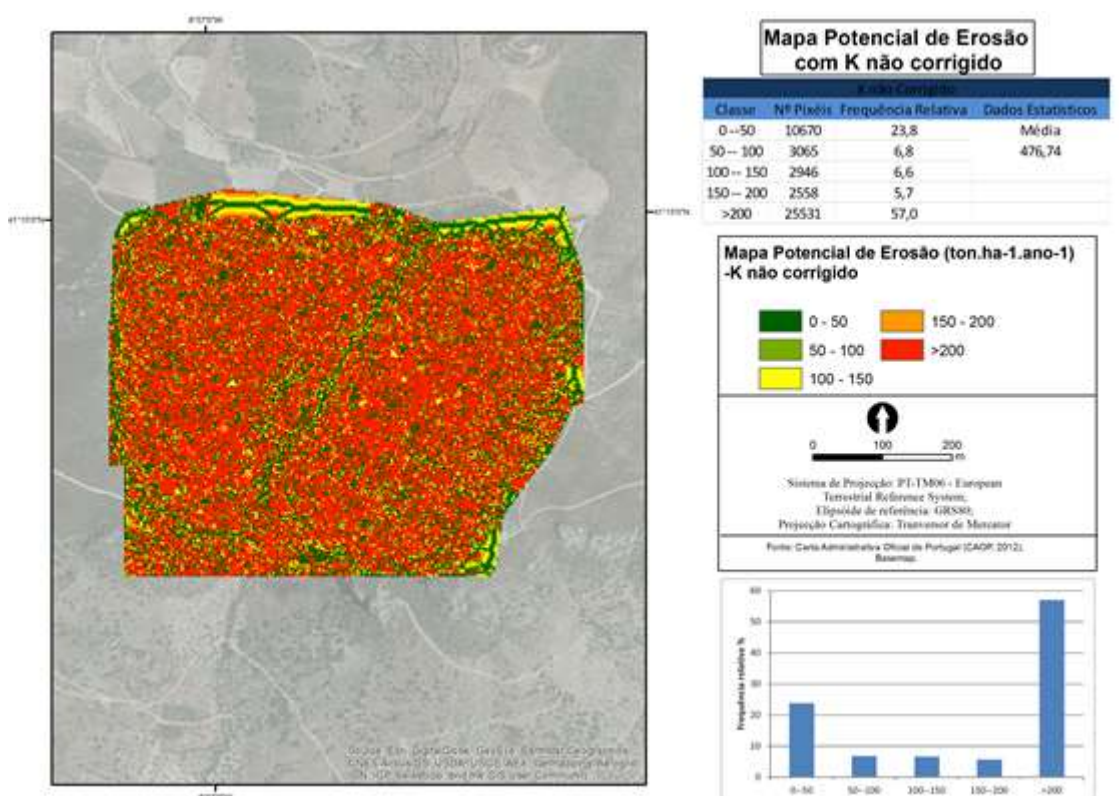 Mapa Potencial de Erosão
com K não corrigido
K não Corrigido
Classe Nº Pixéis Frequência Relativa Dados Estatísticos
0--50 10670 23,8 Média
50 -- 100 3065 6,8 476,74
100 -- 150 2946 6,6
150 -- 200 2558 5,7
>200 25531 57,0
Mapa Potencial de Erosão (ton.ha-1.ano-1)
-K não corrigido
0 - 50
150 - 200
50 - 100
>200
100 - 150
0 100 200
m
Sistema de Projecção: PT-TM06 - European
Terrestrial Reference System;
Elipsóide de referência: GRS80;
Projecção Cartográfica: Transversor de Mercator
Fonte: Carta Administrativa Oficial de Portugal (CAOP, 2012).
Basemap.
Frequência relativa %
60
50
40
30
20
10
0
0--50 50--100 100--150 150--200 >200